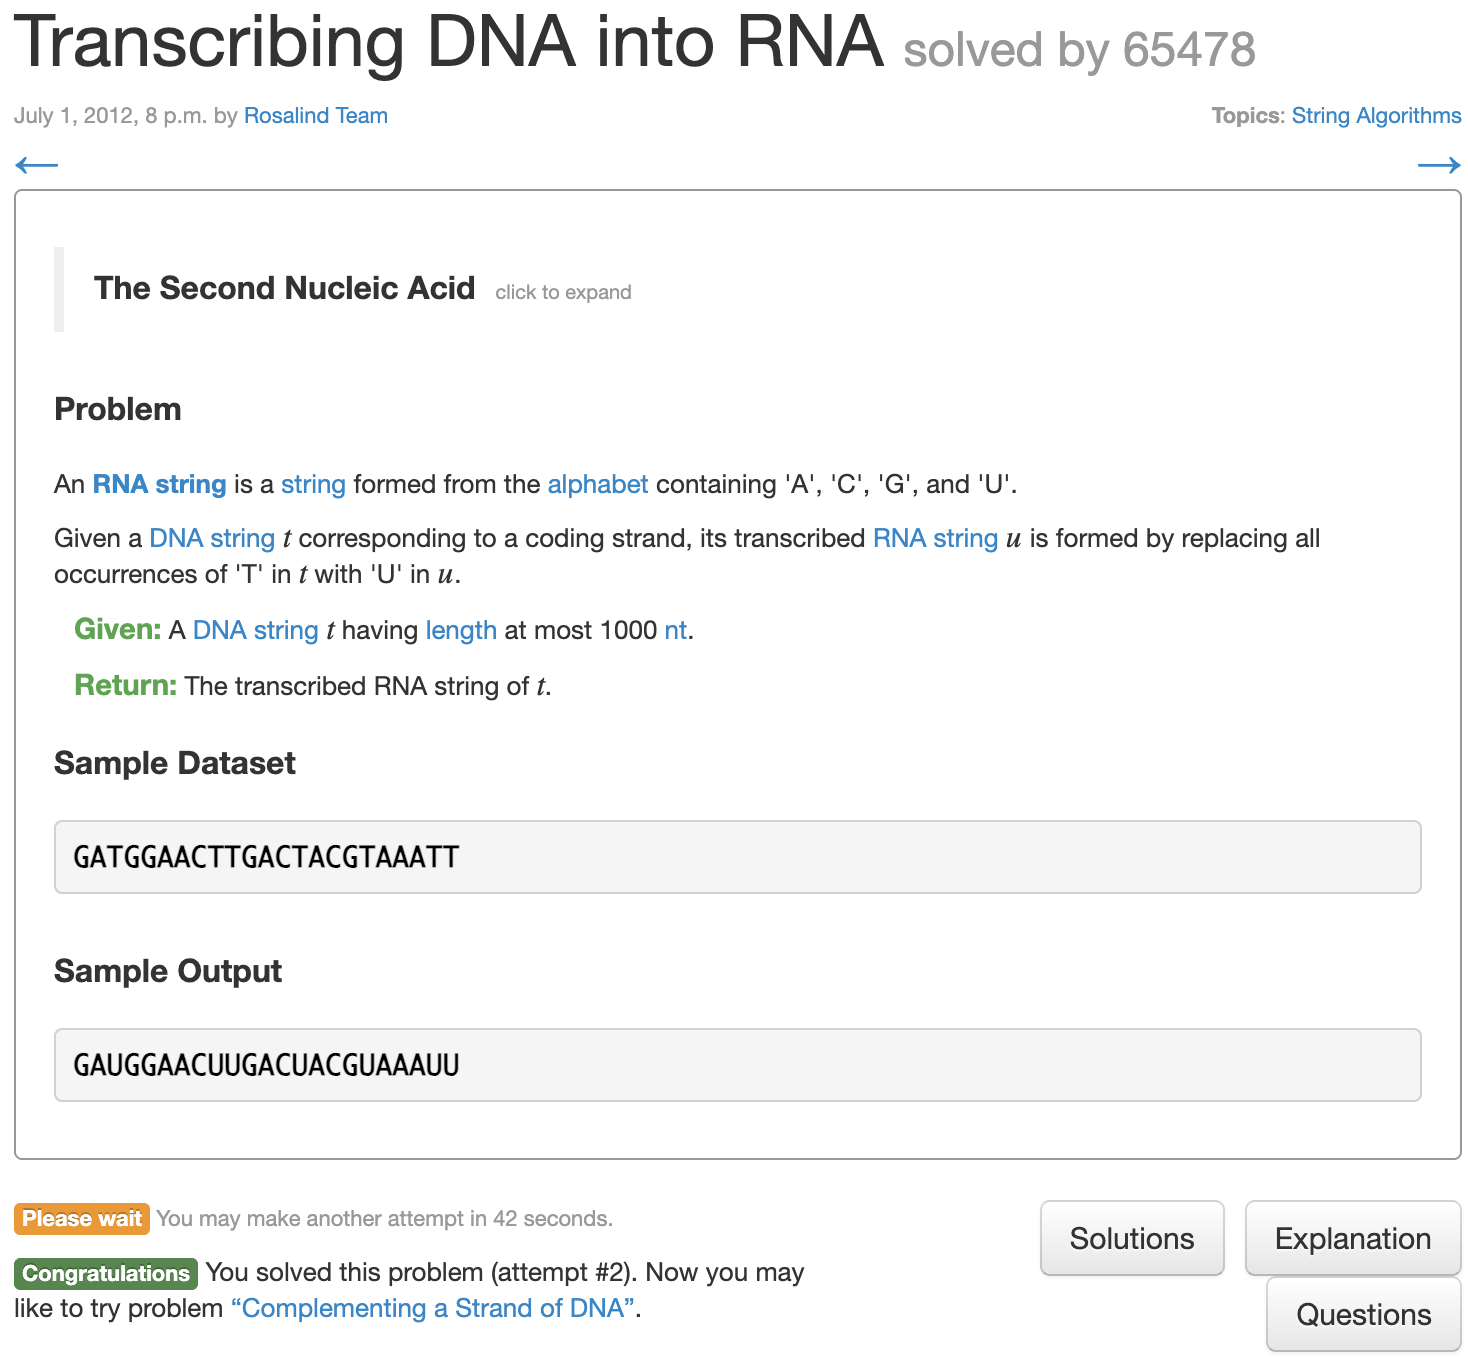 Transcribing DNA into RNA solved by 65478
July 1, 2012, 8 p.m. by Rosalind Team
Topics: String Algorithms
← →
The Second Nucleic Acid click to expand
Problem
An RNA string is a string formed from the alphabet containing 'A', 'C', 'G', and 'U'.
Given a DNA string t corresponding to a coding strand, its transcribed RNA string u is formed by replacing all
occurrences of 'T' in t with 'U' in u.
Given: A DNA string t having length at most 1000 nt.
Return: The transcribed RNA string of t.
Sample Dataset
GATGGAACTTGACTACGTAAATT
Sample Output
GAUGGAACUUGACUACGUAAAUU
Please wait You may make another attempt in 42 seconds.
Congratulations You solved this problem (attempt #2). Now you may
like to try problem “Complementing a Strand of DNA”.
Solutions
Explanation
Questions